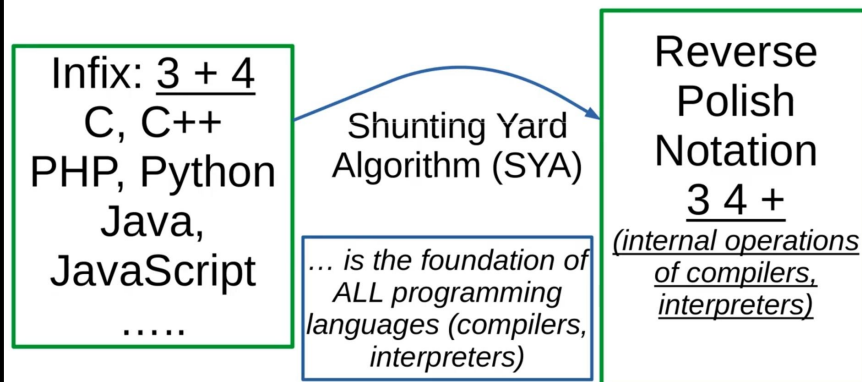 Infix: 3 + 4
C, C++
PHP, Python
Java,
JavaScript
…..
Shunting Yard
Algorithm (SYA)
… is the foundation of
ALL programming
languages (compilers,
interpreters)
Reverse
Polish
Notation
3 4 +
(internal operations
of compilers,
interpreters)